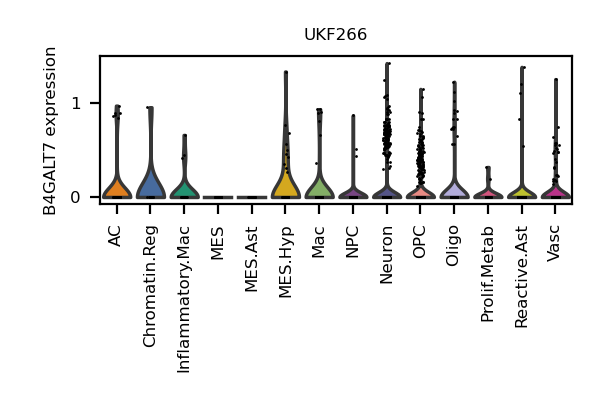 UKF266
B4GALT7 expression
1
0
AC
Chromatin.Reg
Inflammatory.Mac
MES
MES.Ast
MES.Hyp
Mac
NPC
Neuron
OPC
Oligo
Prolif.Metab
Reactive.Ast
Vasc